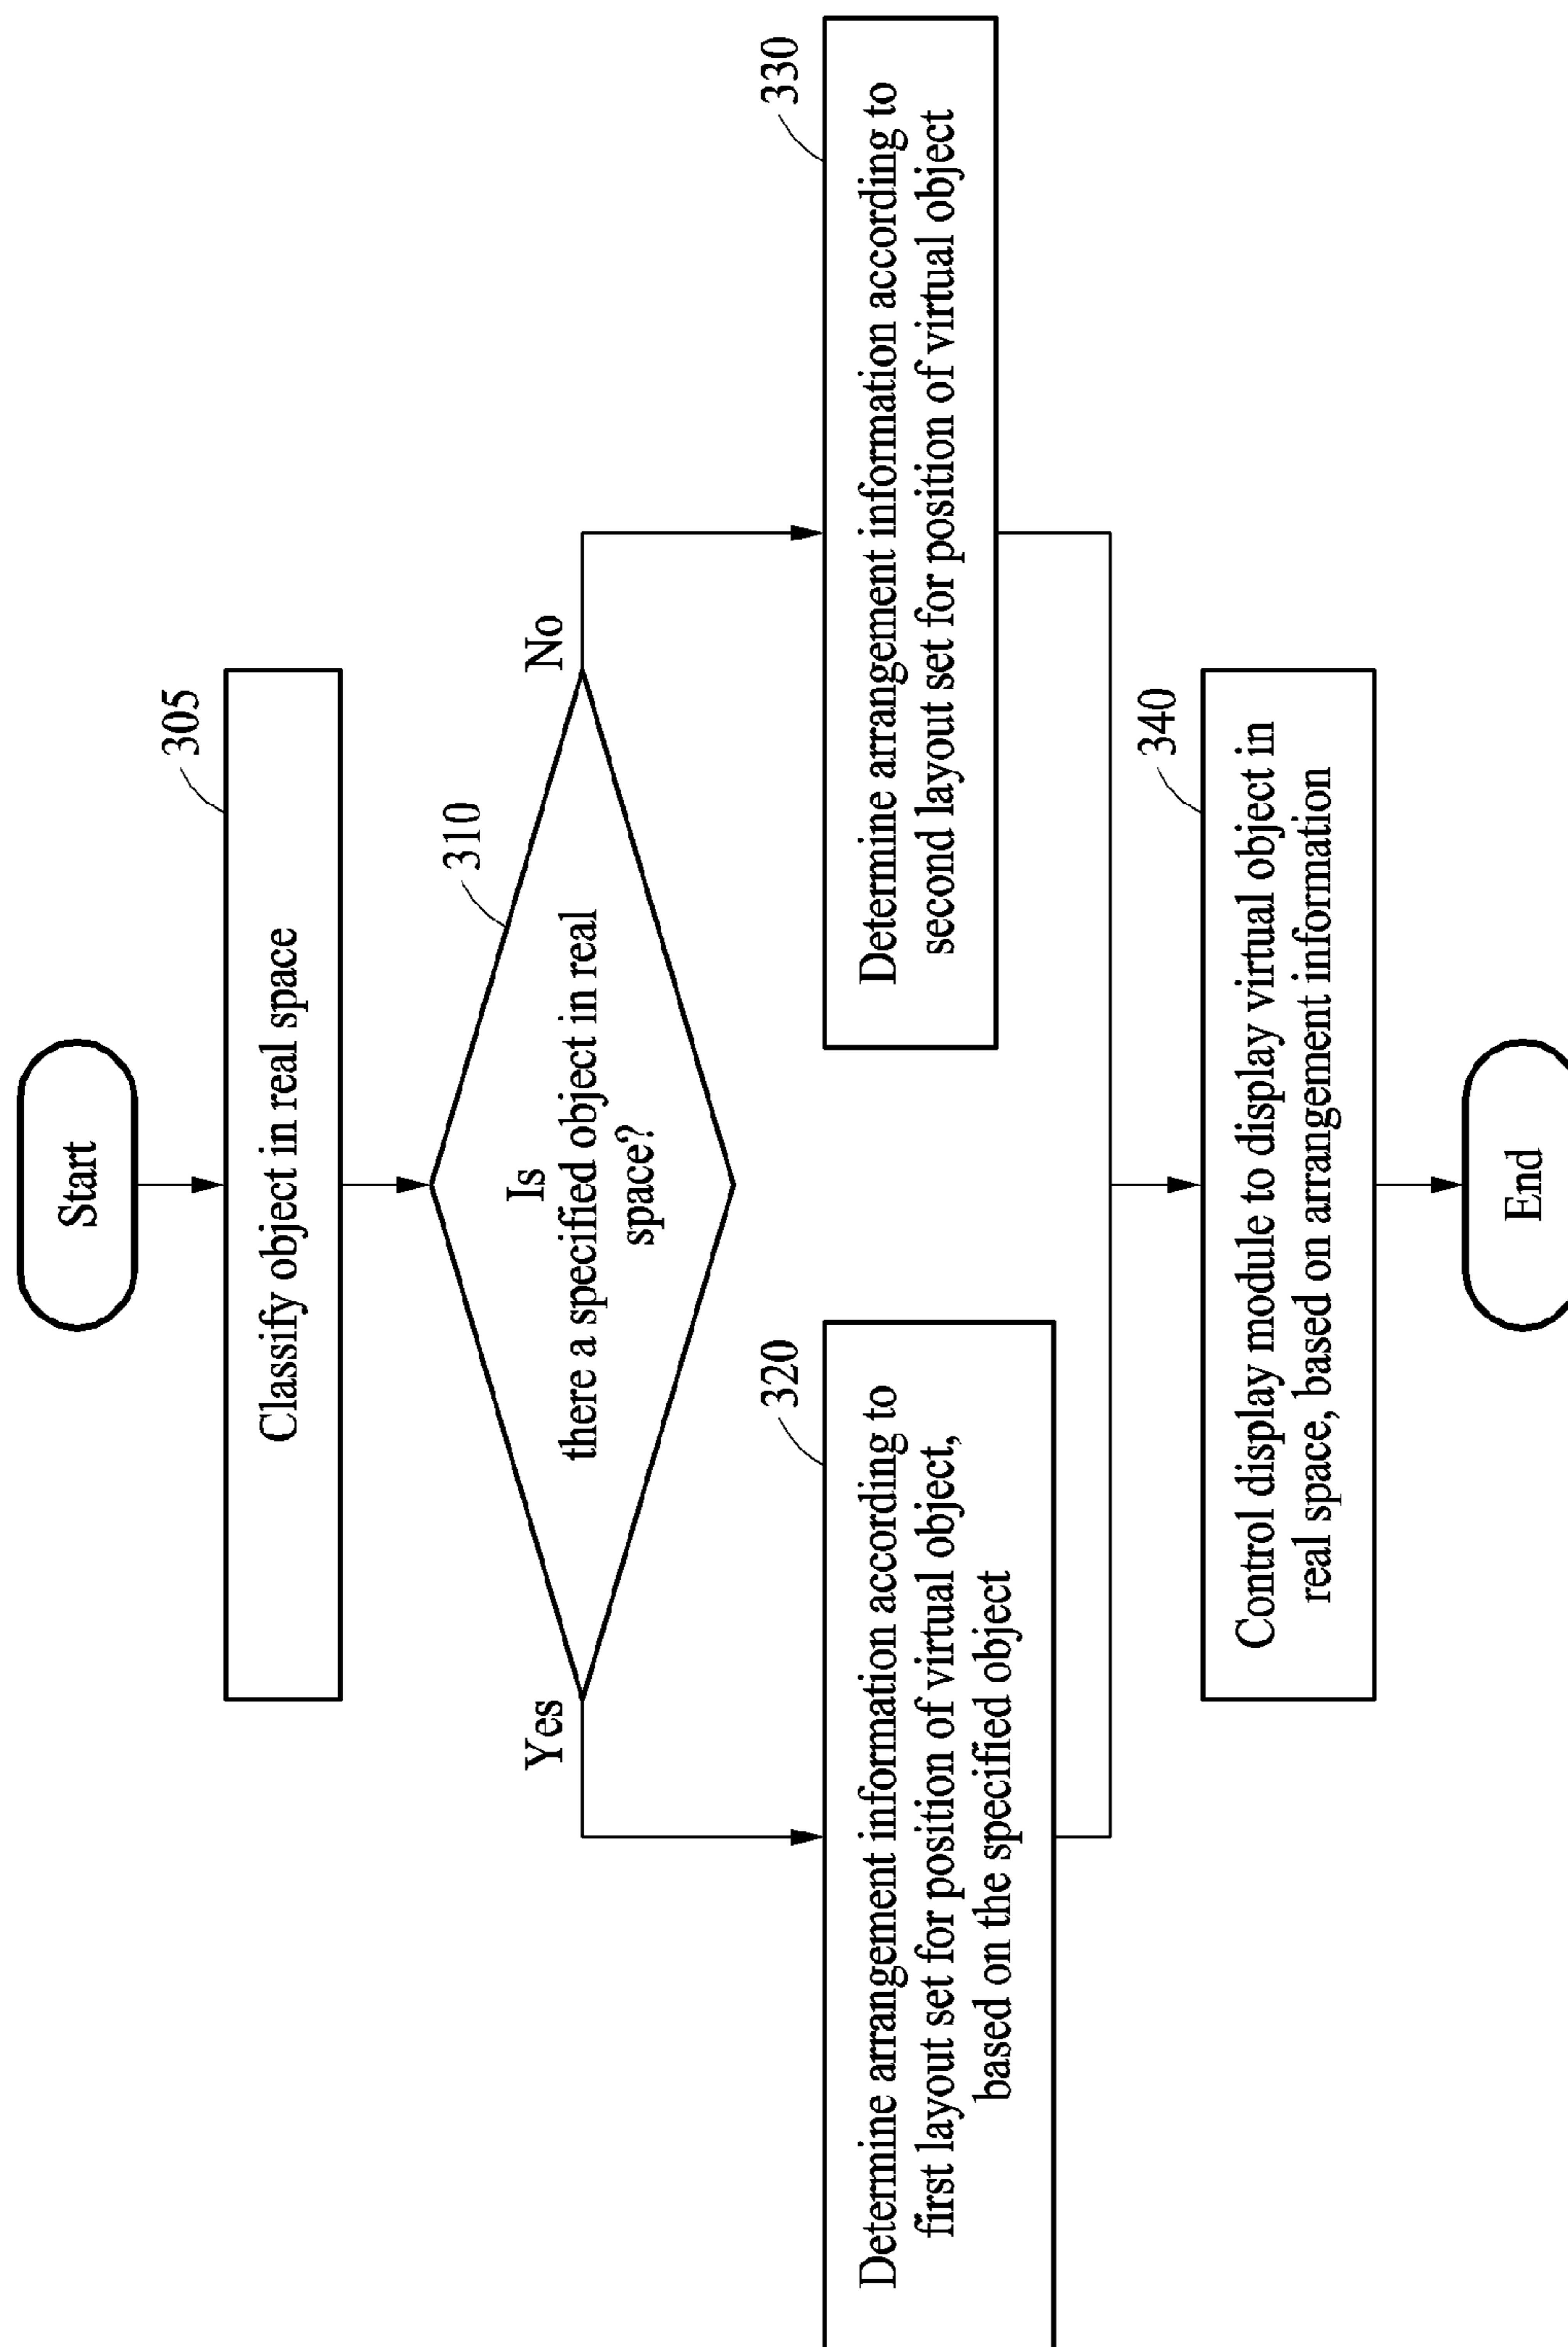 Start
305
Classify object in real space
310
Is
there a specified object in real
space?
Yes
No
320
Determine arrangement information according to
first layout set for position of virtual object,
based on the specified object
330
Determine arrangement information according to
second layout set for position of virtual object
340
Control display module to display virtual object in
real space, based on arrangement information
End